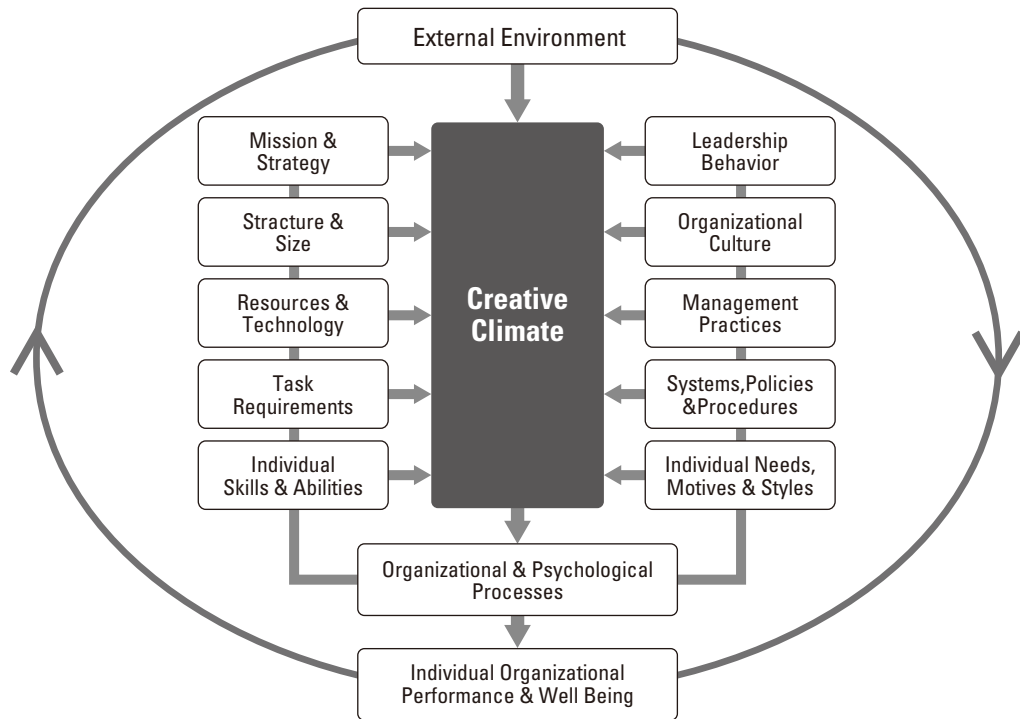 External Environment
Mission &
Strategy
Stracture &
Size
Resources &
Technology
Task
Requirements
Individual
Skills & Abilities
Creative
Climate
Leadership
Behavior
Organizational
Culture
Management
Practices
Systems,Policies
&Procedures
Individual Needs,
Motives & Styles
Organizational & Psychological
Processes
Individual Organizational
Performance & Well Being